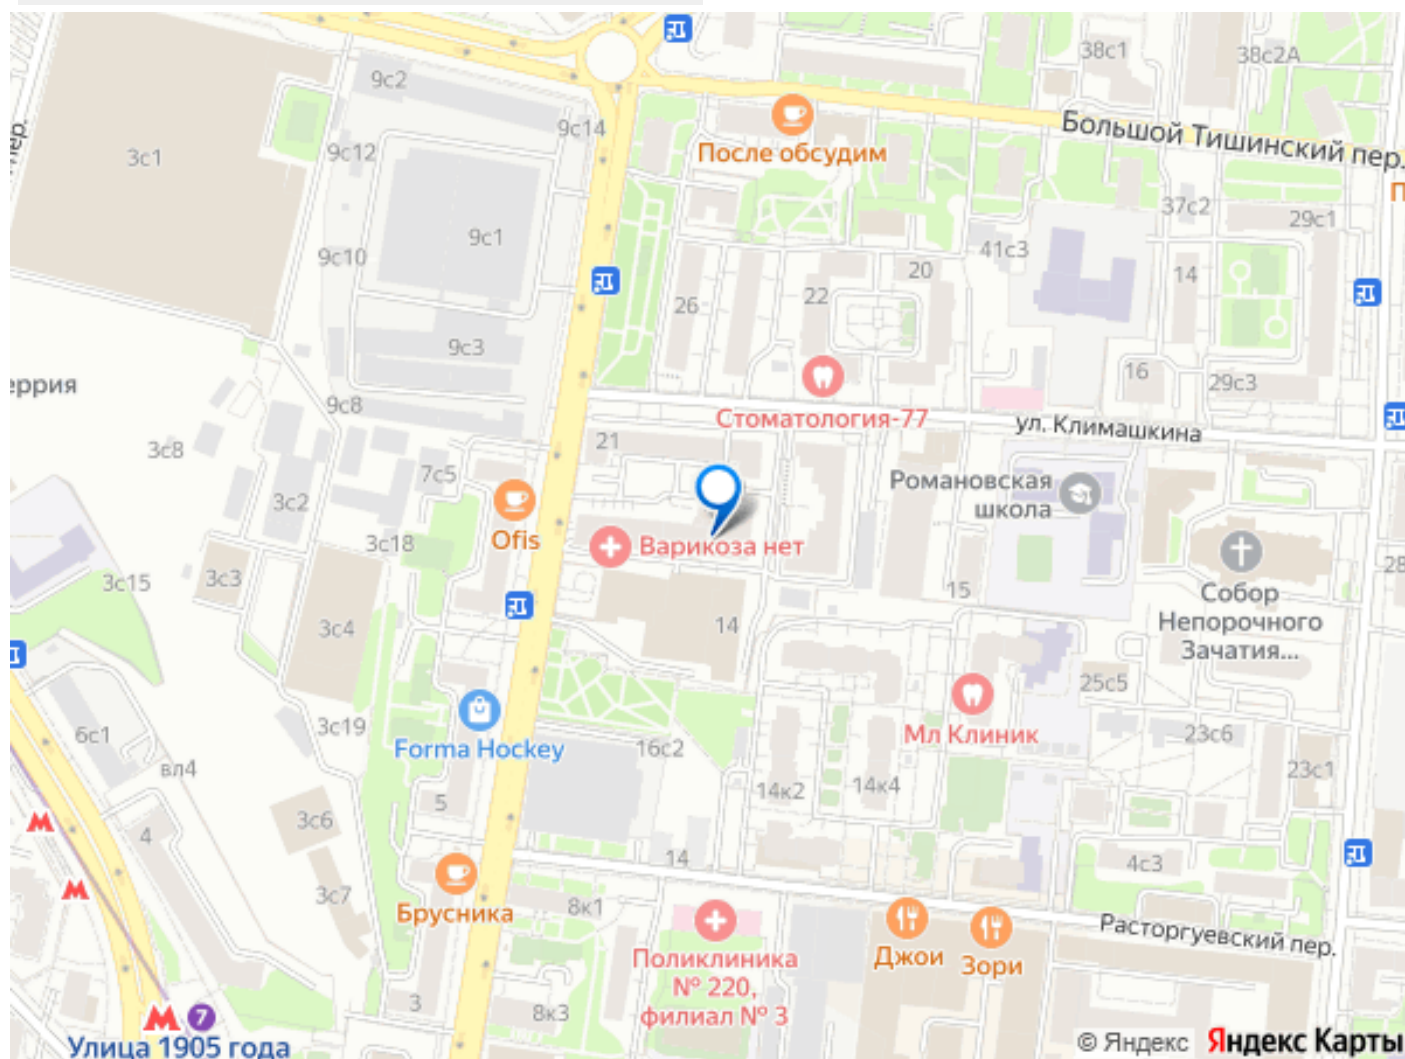 38с1
38с2А
9с2
9с14
Большой Тишинский пер.
3с1
9с12
После обсудим
пер.
П
37с2
29с1
9с1
41с3
9с10
20
14
22
26
9с3
16
29с3
еррия
9с8
Стоматология-77
ул. Климашкина
21
3с8
7с5
Романовская
школа
3с2
Ofis
Варикоза нет
3с18
28
3с15
3с3
15
Собор
Непорочного
Зачатия...
3с4
14
25с5
6с1
3с19
Forma Hockey
16с2
Мл Клиник
23с6
вл4
23с1
14к2
14к4
5
3с6
4
14
4с3
3с7
Брусника
8к1
Расторгуевский пер.
Поликлиника
№ 220,
филиал № 3
Джои
Зори
3
8к3
7
Улица 1905 года
© Яндекс Яндекс Карты